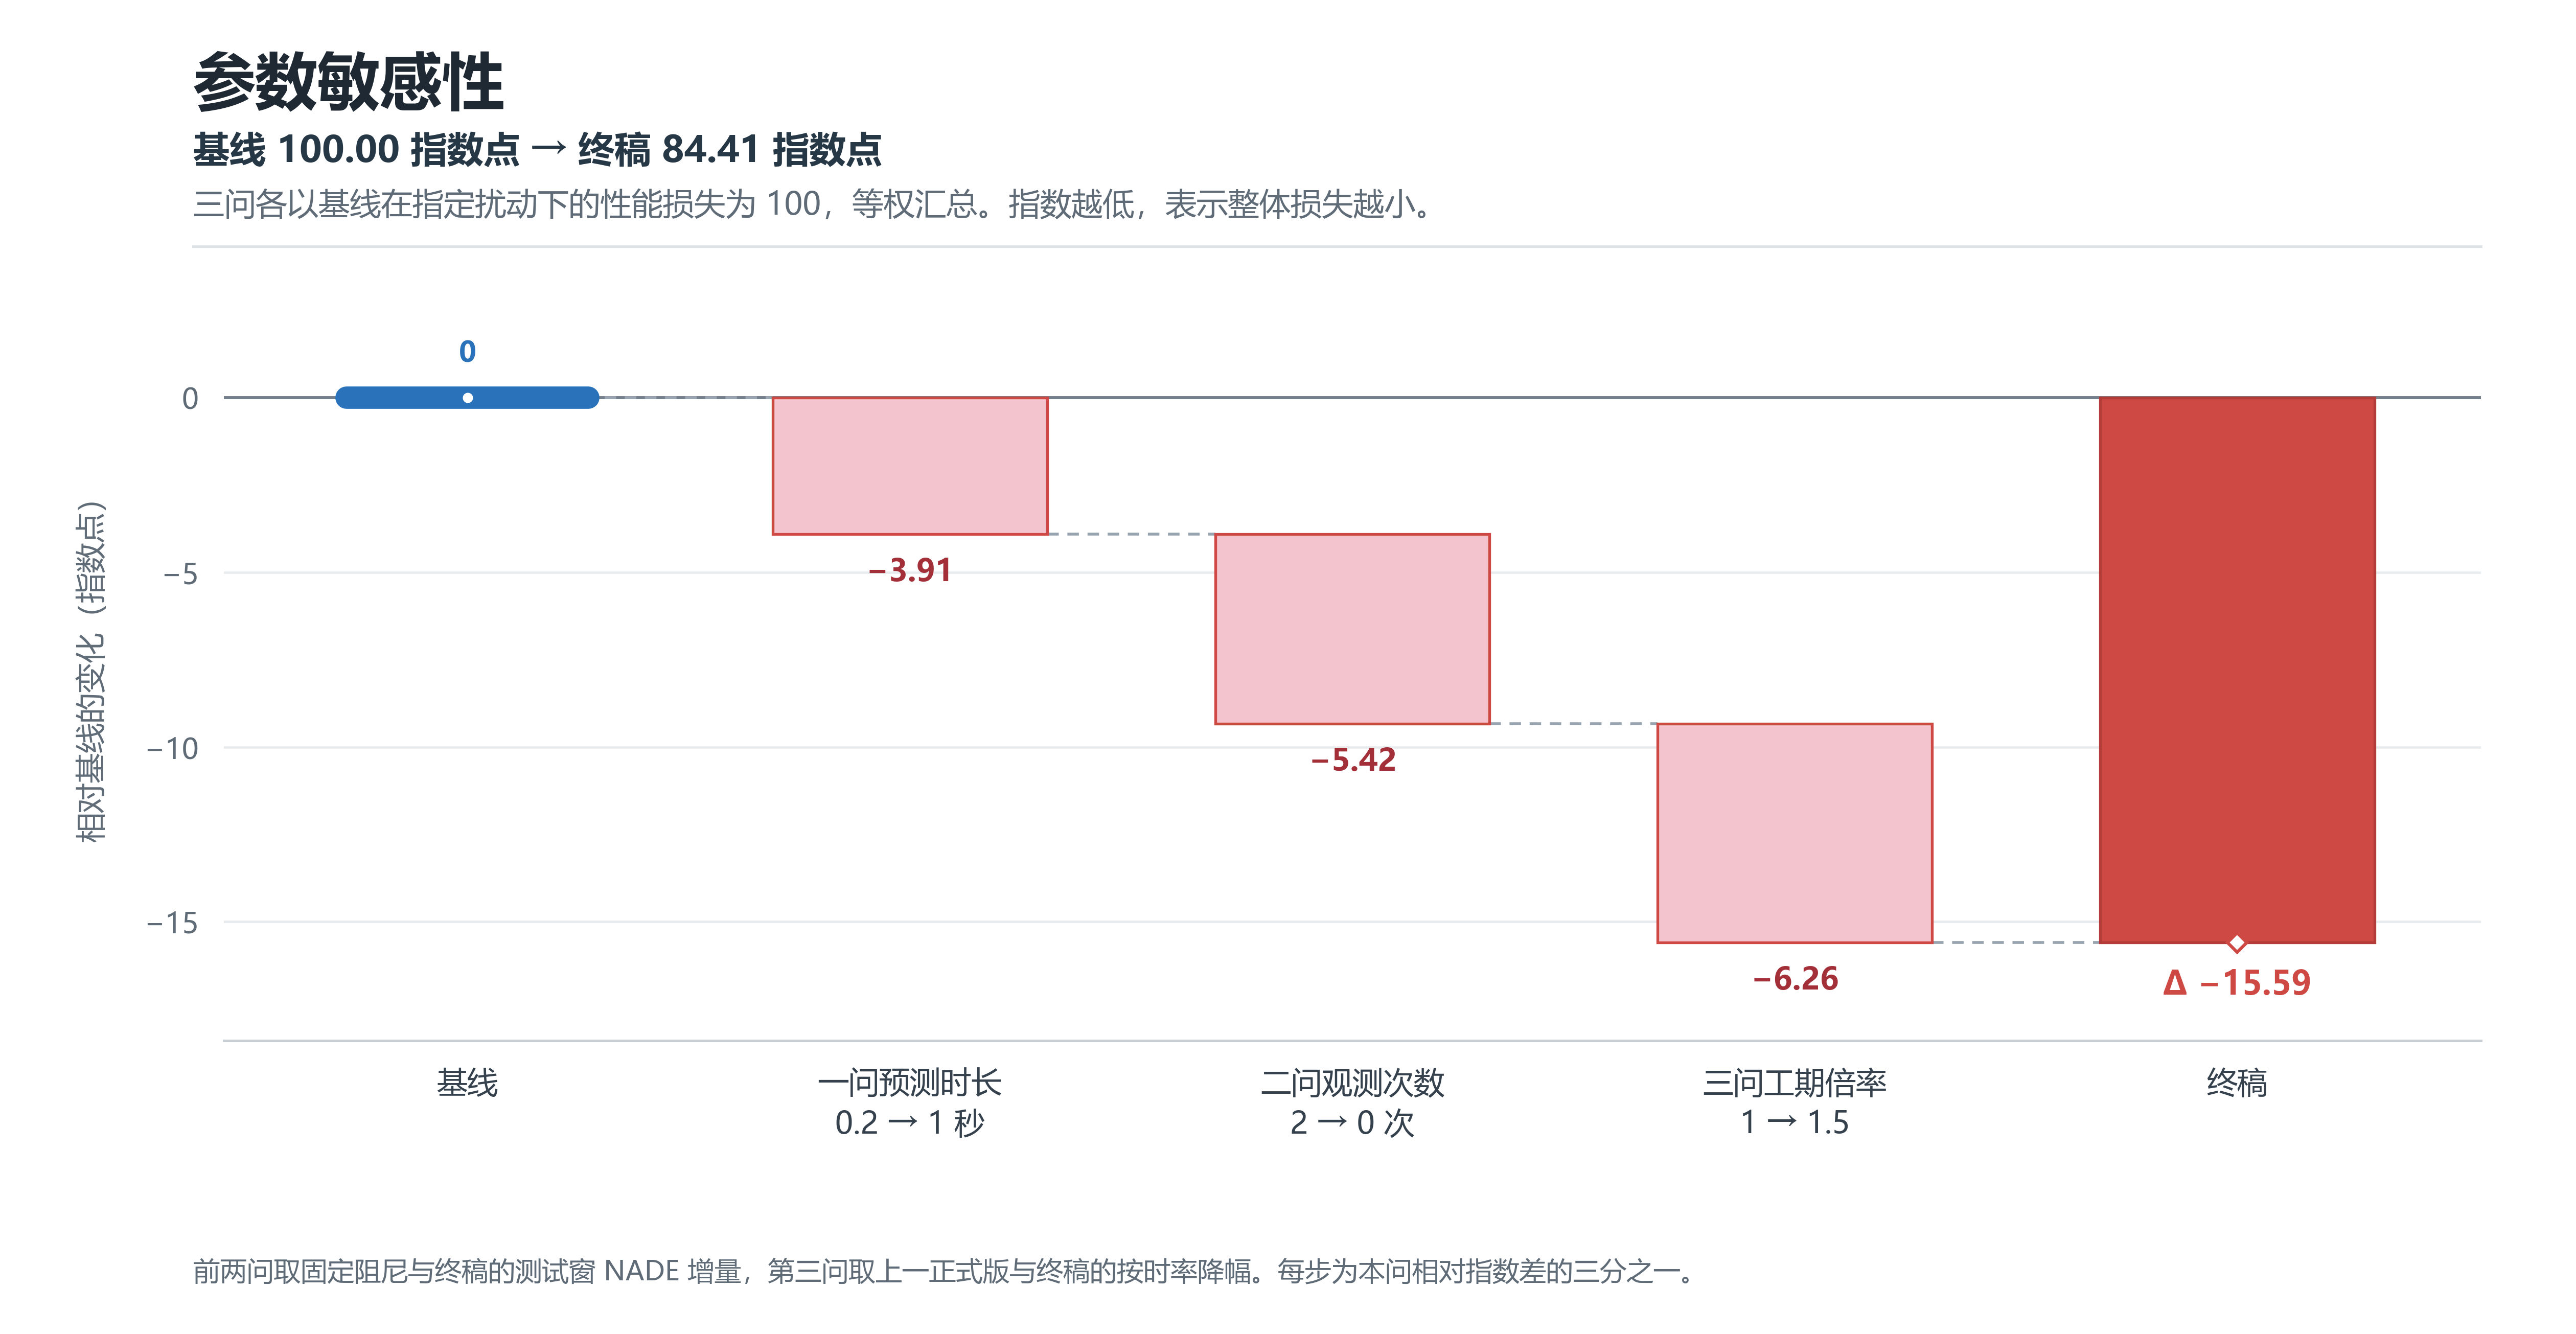 参数敏感性
基线 100.00 指数点 → 终稿 84.41 指数点
三问各以基线在指定扰动下的性能损失为 100，等权汇总。指数越低，表示整体损失越小。
0
0
−5
−10
−15
相对基线的变化（指数点）
−3.91
−5.42
−6.26
Δ −15.59
基线
一问预测时长
0.2 → 1 秒
二问观测次数
2 → 0 次
三问工期倍率
1 → 1.5
终稿
前两问取固定阻尼与终稿的测试窗 NADE 增量，第三问取上一正式版与终稿的按时率降幅。每步为本问相对指数差的三分之一。